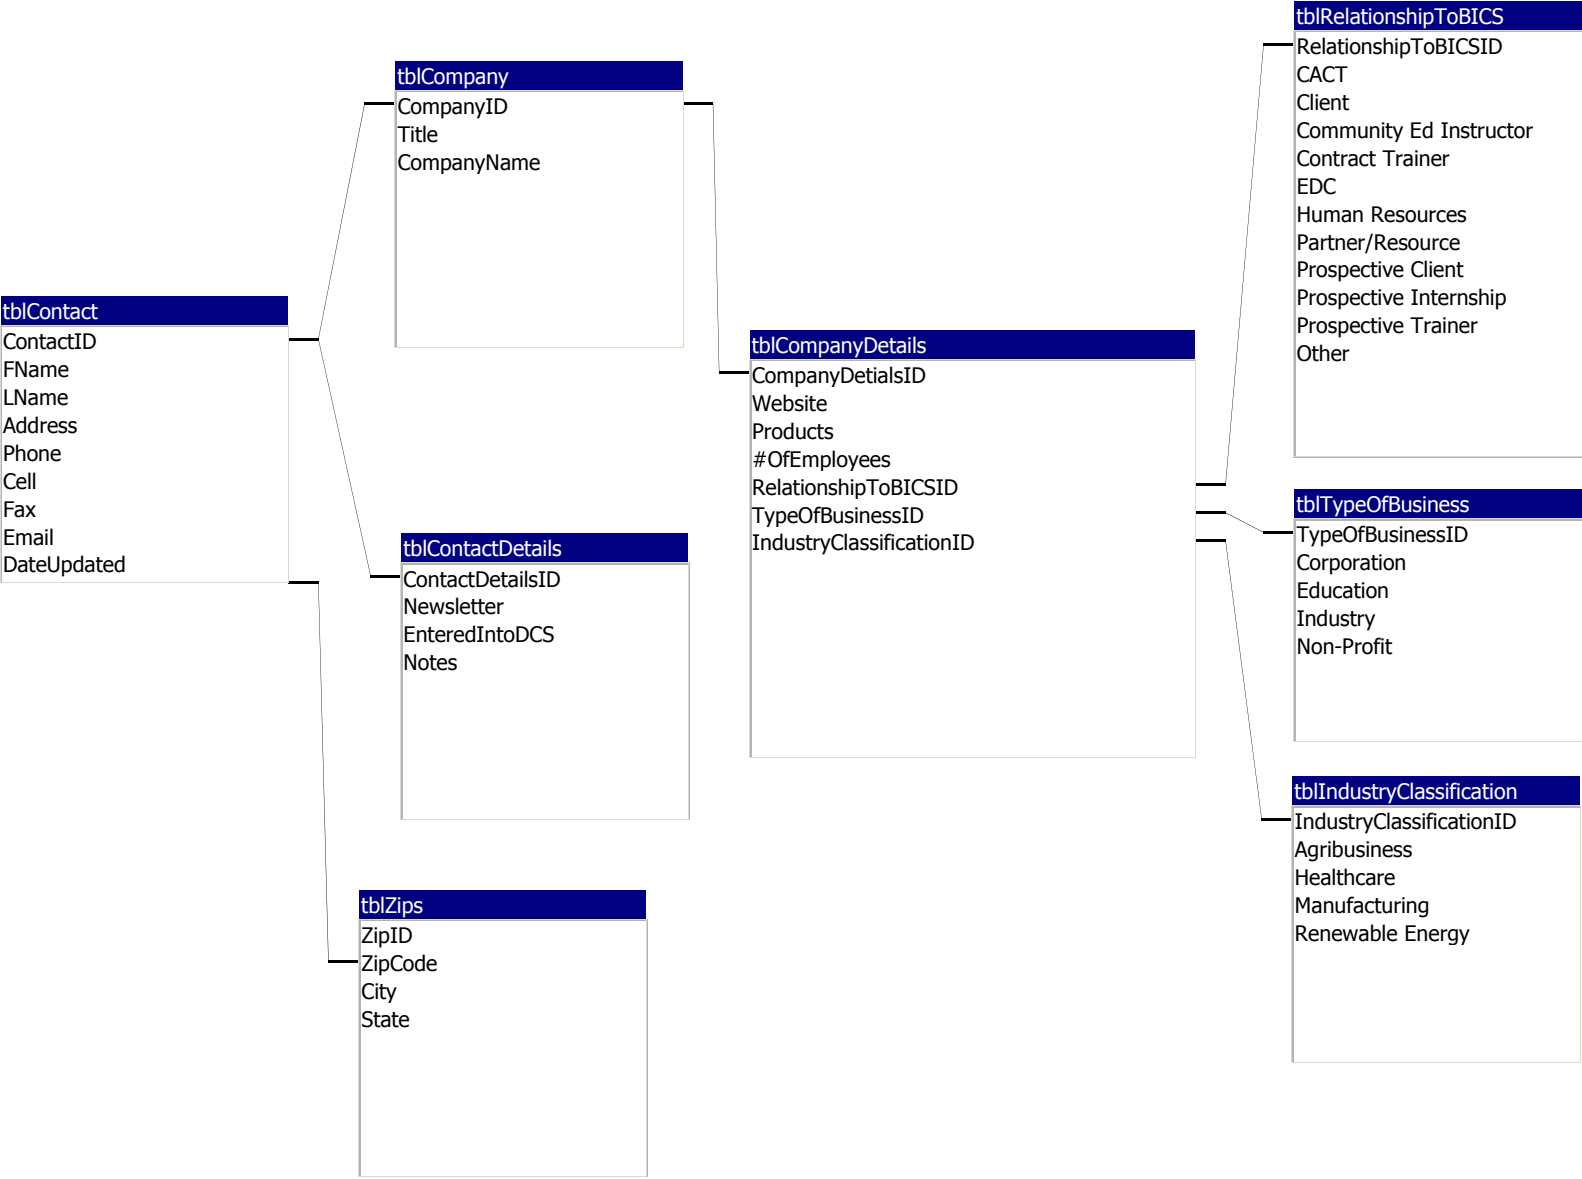 tblRelationshipToBICS
RelationshipToBICSID
CACT
Client
Community Ed Instructor
Contract Trainer
EDC
Human Resources
Partner/Resource
Prospective Client
Prospective Internship
Prospective Trainer
Other
tblCompany
CompanyID
Title
CompanyName
tblContact
ContactID
FName
LName
Address
Phone
Cell
Fax
Email
DateUpdated
tblCompanyDetails
CompanyDetialsID
Website
Products
#OfEmployees
RelationshipToBICSID
TypeOfBusinessID
IndustryClassificationID
tblTypeOfBusiness
TypeOfBusinessID
Corporation
Education
Industry
Non-Profit
tblContactDetails
ContactDetailsID
Newsletter
EnteredIntoDCS
Notes
tblIndustryClassification
IndustryClassificationID
Agribusiness
Healthcare
Manufacturing
Renewable Energy
tblZips
ZipID
ZipCode
City
State